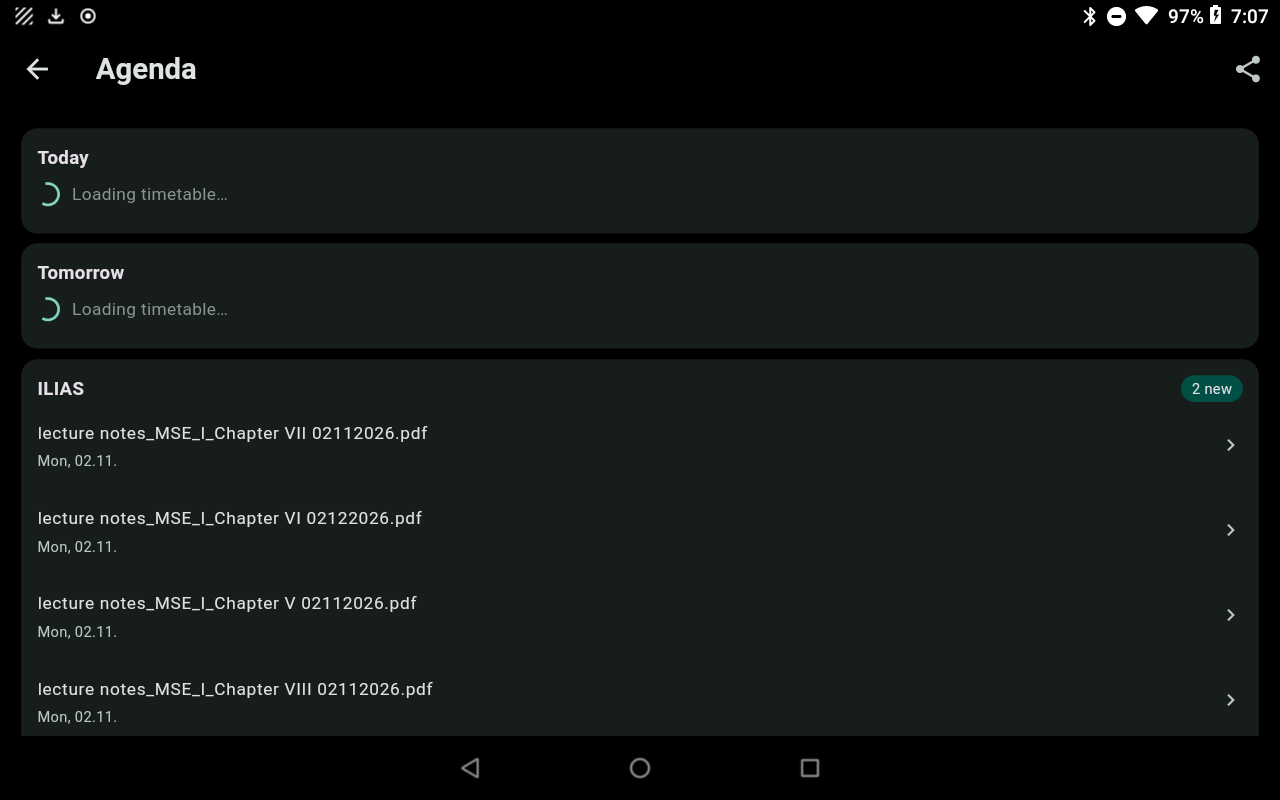 97% 7:07
Agenda
Today
Loading timetable…
Tomorrow
Loading timetable…
ILIAS
2 new
lecture notes_MSE_I_Chapter VII 02112026.pdf
Mon, 02.11.
lecture notes_MSE_I_Chapter VI 02122026.pdf
Mon, 02.11.
lecture notes_MSE_I_Chapter V 02112026.pdf
Mon, 02.11.
lecture notes_MSE_I_Chapter VIII 02112026.pdf
Mon, 02.11.